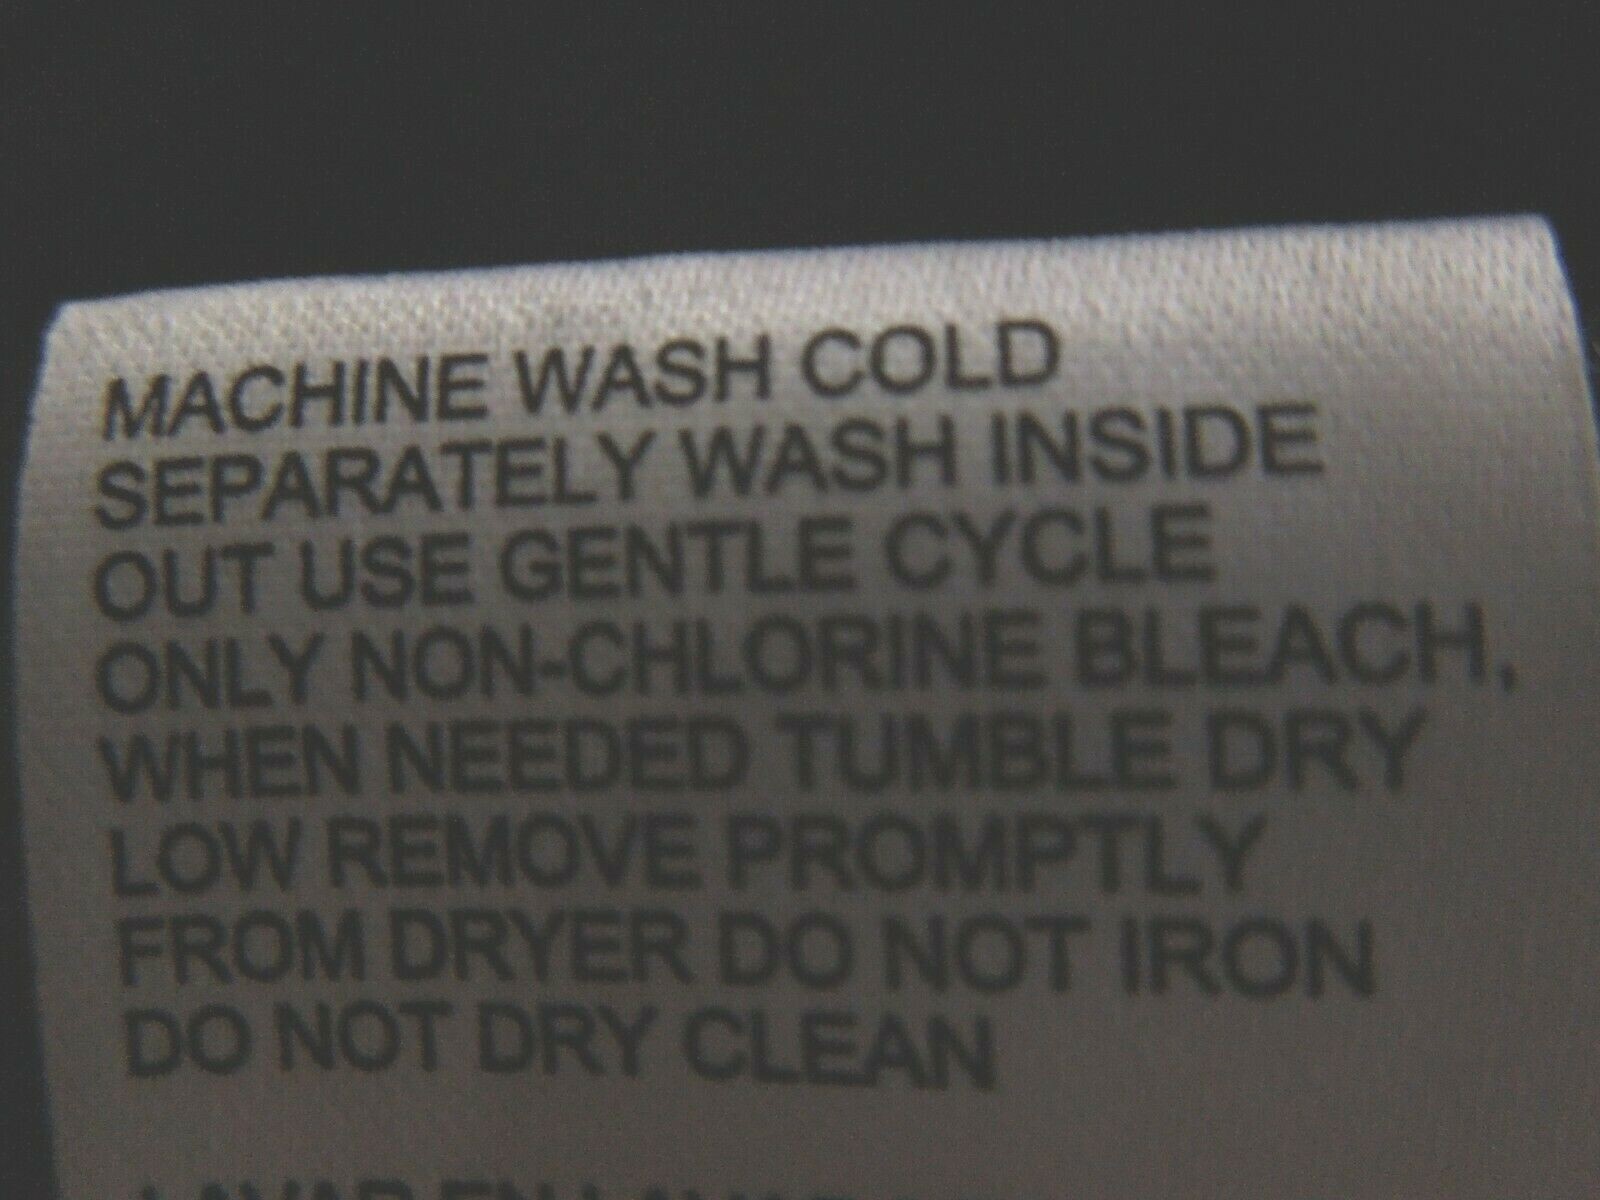 MACHINE WASH COLD
SEPARATELY WASH INSIDE
OUT USE GENTLE CYCLE
ONLY NON-CHLORINE BLEACH,
WHEN NEEDED TUMBLE DRY
LOW REMOVE PROMPTLY
FROM DRYER DO NOT IRON
DO NOT DRY CLEAN